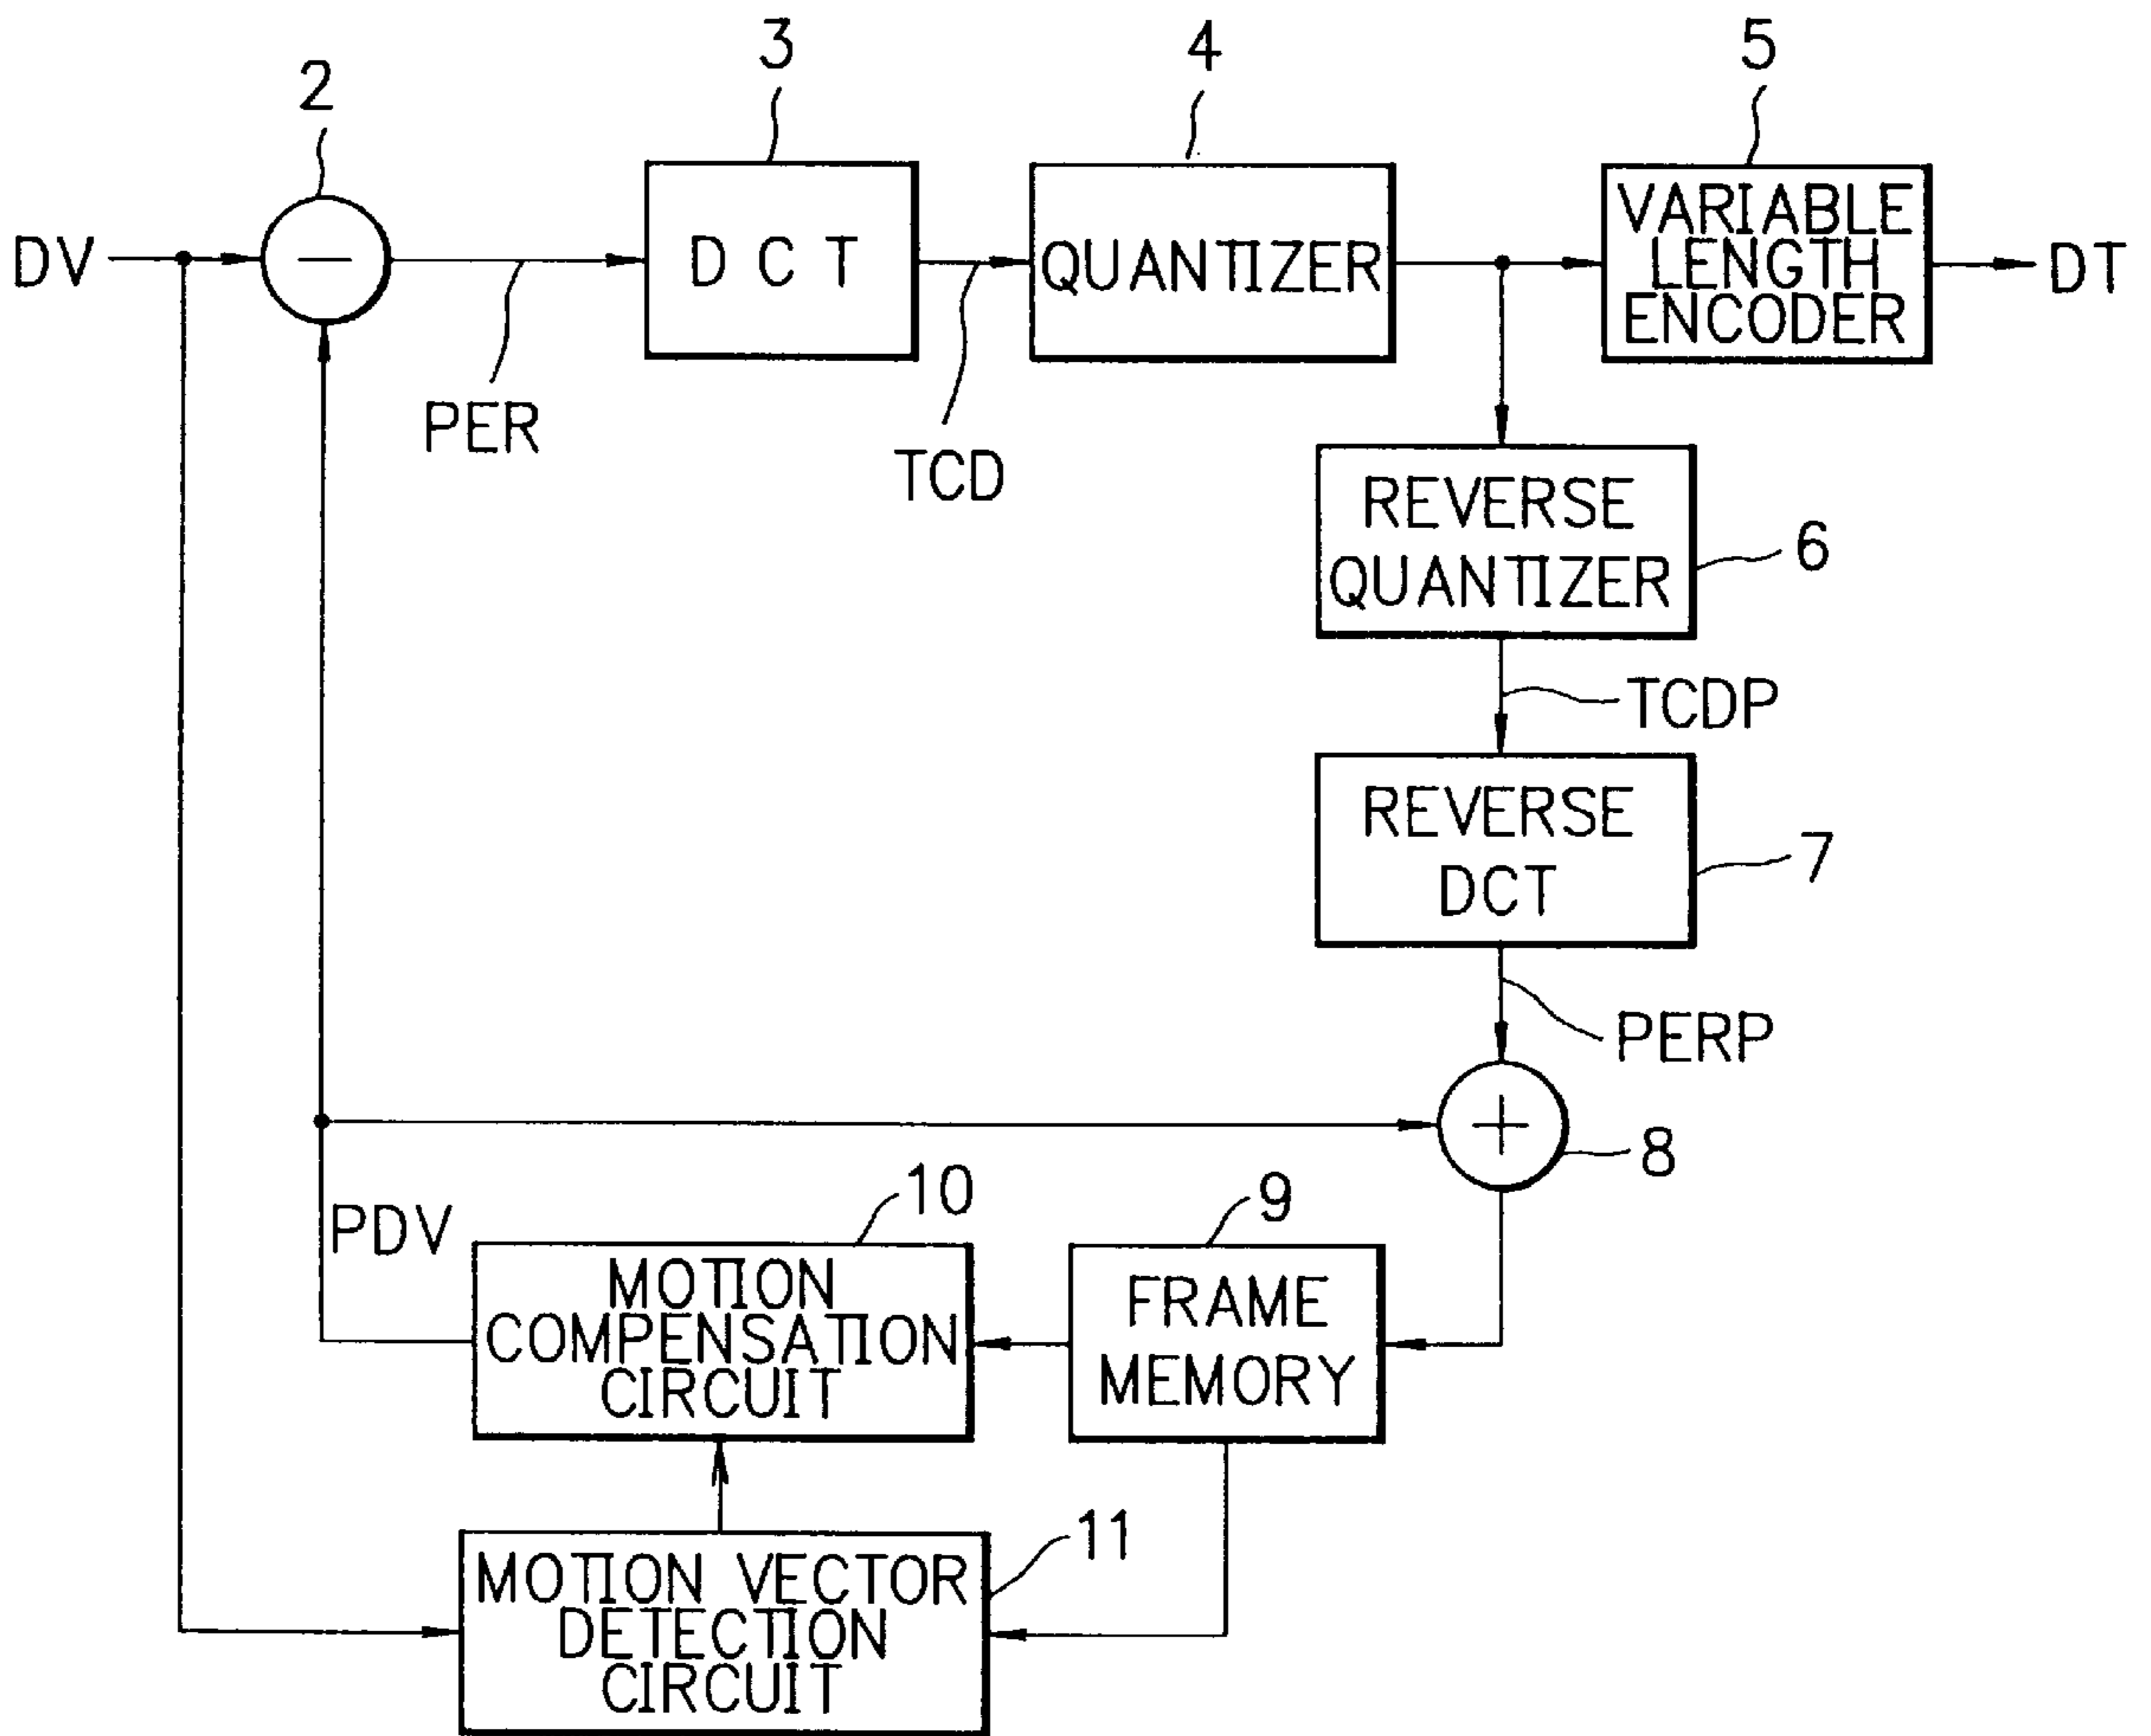 2
3
4
5
DV
D C T
QUANTIZER
VARIABLE
LENGTH
ENCODER
DT
PER
TCD
REVERSE
QUANTIZER
6
TCDP
REVERSE
DCT
7
PERP
8
PDV
10
9
MOTION
COMPENSATION
CIRCUIT
FRAME
MEMORY
11
MOTION VECTOR
DETECTION
CIRCUIT